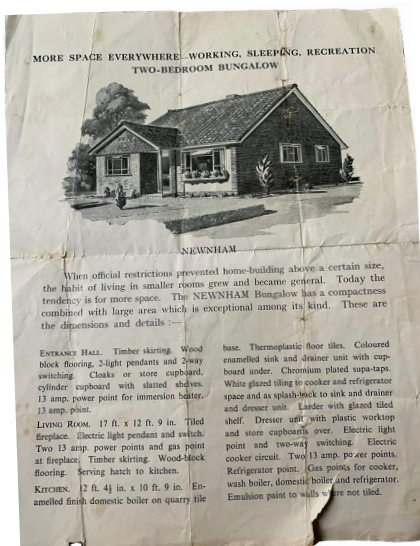 MORE SPACE EVERYWHERE—WORKING, SLEEPING, RECREATION
TWO-BEDROOM BUNGALOW
NEWNHAM
When official restrictions prevented home-building above a certain size,
the habit of living in smaller rooms grew and became general. Today the
tendency is for more space. The NEWNHAM Bungalow has a compactness
combined with large area which is exceptional among its kind. These are
the dimensions and details :—
ENTRANCE HALL. Timber skirting. Wood
block flooring, 2-light pendants and 2-way
switching. Cloaks or store cupboard,
cylinder cupboard with slatted shelves.
13 amp. power point for immersion heater.
13 amp. point.
LIVING ROOM. 17 ft. x 12 ft. 9 in. Tiled
fireplace. Electric light pendant and switch.
Two 13 amp. power points and gas point
at fireplace. Timber skirting. Wood-block
flooring. Serving hatch to kitchen.
KITCHEN. 12 ft. 4½ in. x 10 ft. 9 in. En-
amelled finish domestic boiler on quarry tile
base. Thermoplastic floor tiles. Coloured
enamelled sink and drainer unit with cup-
board under. Chromium plated supa-taps.
White glazed tiling to cooker and refrigerator
space and as splash-back to sink and drainer
and dresser unit. Larder with glazed tiled
shelf. Dresser unit with plastic worktop
and store cupboards over. Electric light
point and two-way switching. Electric
cooker circuit. Two 13 amp. power points.
Refrigerator point. Gas points for cooker,
wash boiler, domestic boiler and refrigerator.
Emulsion paint to walls where not tiled.